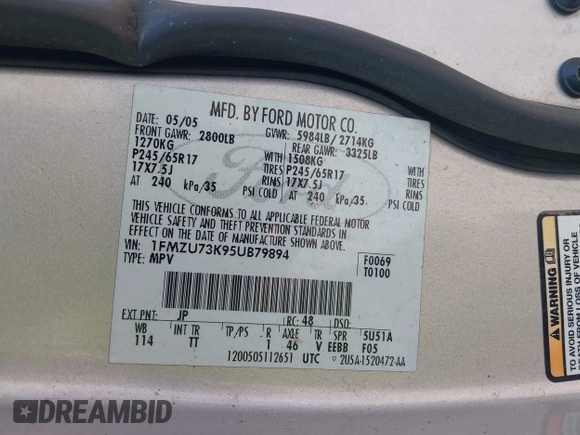 MFD. BY FORD MOTOR CO.
DATE: 05/05 GVWR: 5984LB/ 2714KG
FRONT GAWR: 2800LB REAR GAWR: 3325LB
1270KG WITH 1508KG WITH
P245/65R17 TIRES P245/65R17 TIRES
17X7.5J RIMS 17X7.5J RIMS
AT 240 kPa/35 PSI COLD AT 240 kPa/35 PSI COLD
THIS VEHICLE CONFORMS TO ALL APPLICABLE FEDERAL MOTOR
VEHICLE SAFETY AND THEFT PREVENTION STANDARDS IN
EFFECT ON THE DATE OF MANUFACTURE SHOWN ABOVE.
VIN: 1FMZU73K95UB79894 F0069
TYPE: MPV T0100
EXT PNT: JP RC: 48 DSO:
WB INT TR TP/PS R AXLE TR SPR 5U51A
114 TT 1 46 V EEBB F05
1200505112651 UTC 2U5A-1520472-AA
Ford
WARNING
TO AVOID SERIOUS
DREAMBID